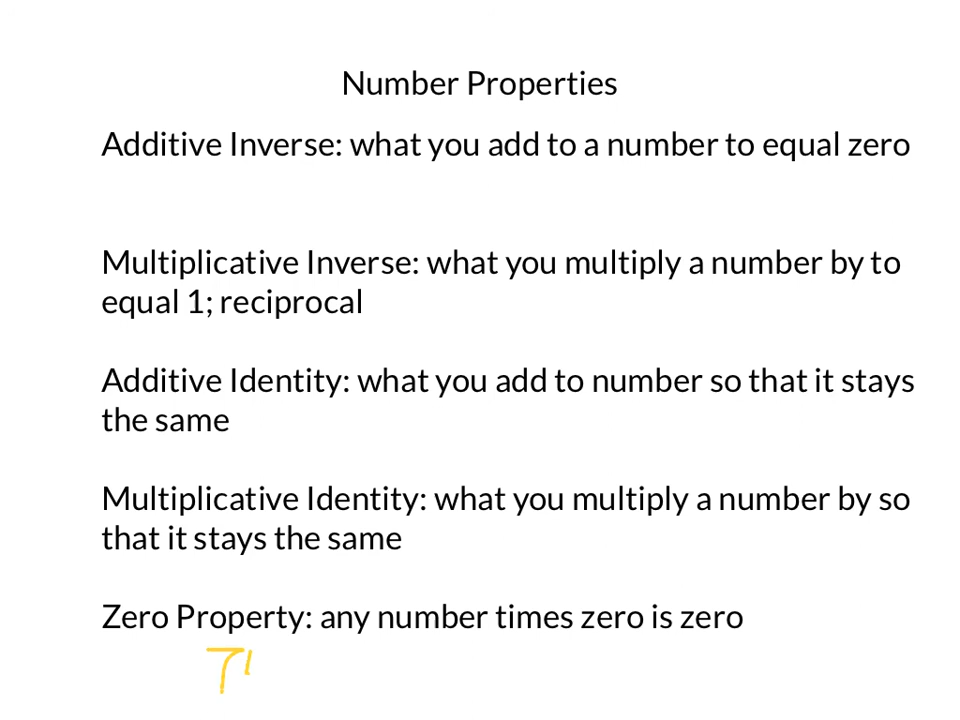 Number Properties
Additive Inverse: what you add to a number to equal zero
Multiplicative Inverse: what you multiply a number by to
equal 1; reciprocal
Additive Identity: what you add to number so that it stays
the same
Multiplicative Identity: what you multiply a number by so
that it stays the same
Zero Property: any number times zero is zero
7